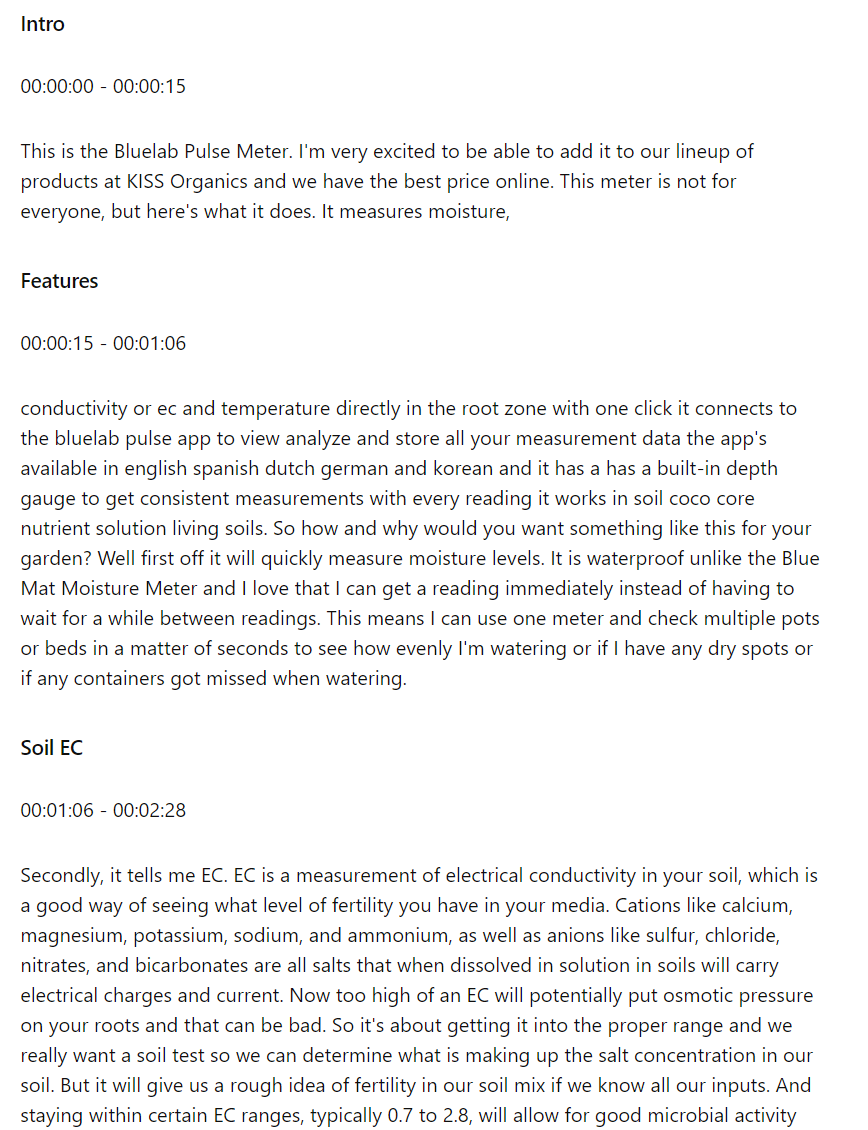 Intro
00:00:00 - 00:00:15
This is the Bluelab Pulse Meter. I'm very excited to be able to add it to our lineup of
products at KISS Organics and we have the best price online. This meter is not for
everyone, but here's what it does. It measures moisture,
Features
00:00:15 - 00:01:06
conductivity or ec and temperature directly in the root zone with one click it connects to
the bluelab pulse app to view analyze and store all your measurement data the app's
available in english spanish dutch german and korean and it has a has a built-in depth
gauge to get consistent measurements with every reading it works in soil coco core
nutrient solution living soils. So how and why would you want something like this for your
garden? Well first off it will quickly measure moisture levels. It is waterproof unlike the Blue
Mat Moisture Meter and I love that I can get a reading immediately instead of having to
wait for a while between readings. This means I can use one meter and check multiple pots
or beds in a matter of seconds to see how evenly I'm watering or if I have any dry spots or
if any containers got missed when watering.
Soil EC
00:01:06 - 00:02:28
Secondly, it tells me EC. EC is a measurement of electrical conductivity in your soil, which is
a good way of seeing what level of fertility you have in your media. Cations like calcium,
magnesium, potassium, sodium, and ammonium, as well as anions like sulfur, chloride,
nitrates, and bicarbonates are all salts that when dissolved in solution in soils will carry
electrical charges and current. Now too high of an EC will potentially put osmotic pressure
on your roots and that can be bad. So it's about getting it into the proper range and we
really want a soil test so we can determine what is making up the salt concentration in our
soil. But it will give us a rough idea of fertility in our soil mix if we know all our inputs. And
staying within certain EC ranges, typically 0.7 to 2.8, will allow for good microbial activity